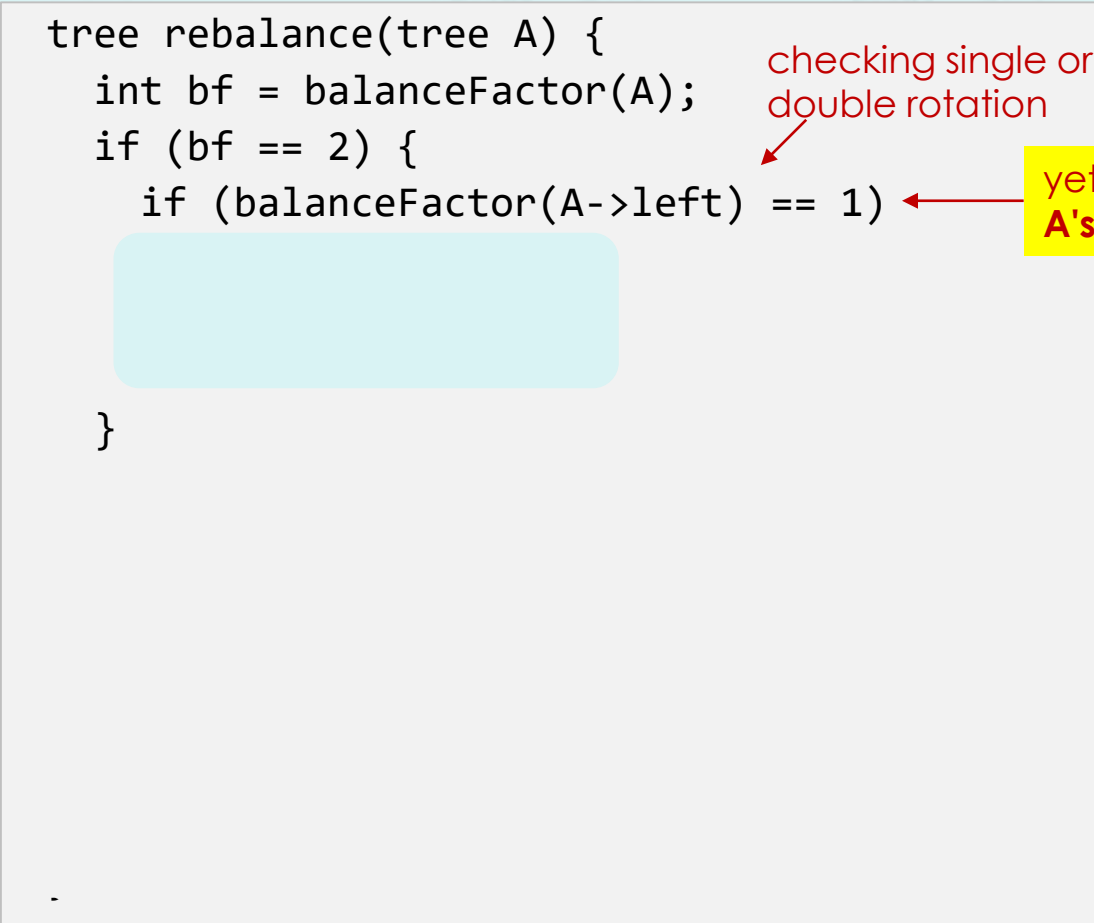 tree rebalance(tree A) {
checking single or
double rotation
int bf = balanceFactor(A);
if (bf == 2) {
if (balanceFactor(A->left) == 1)
A's
}